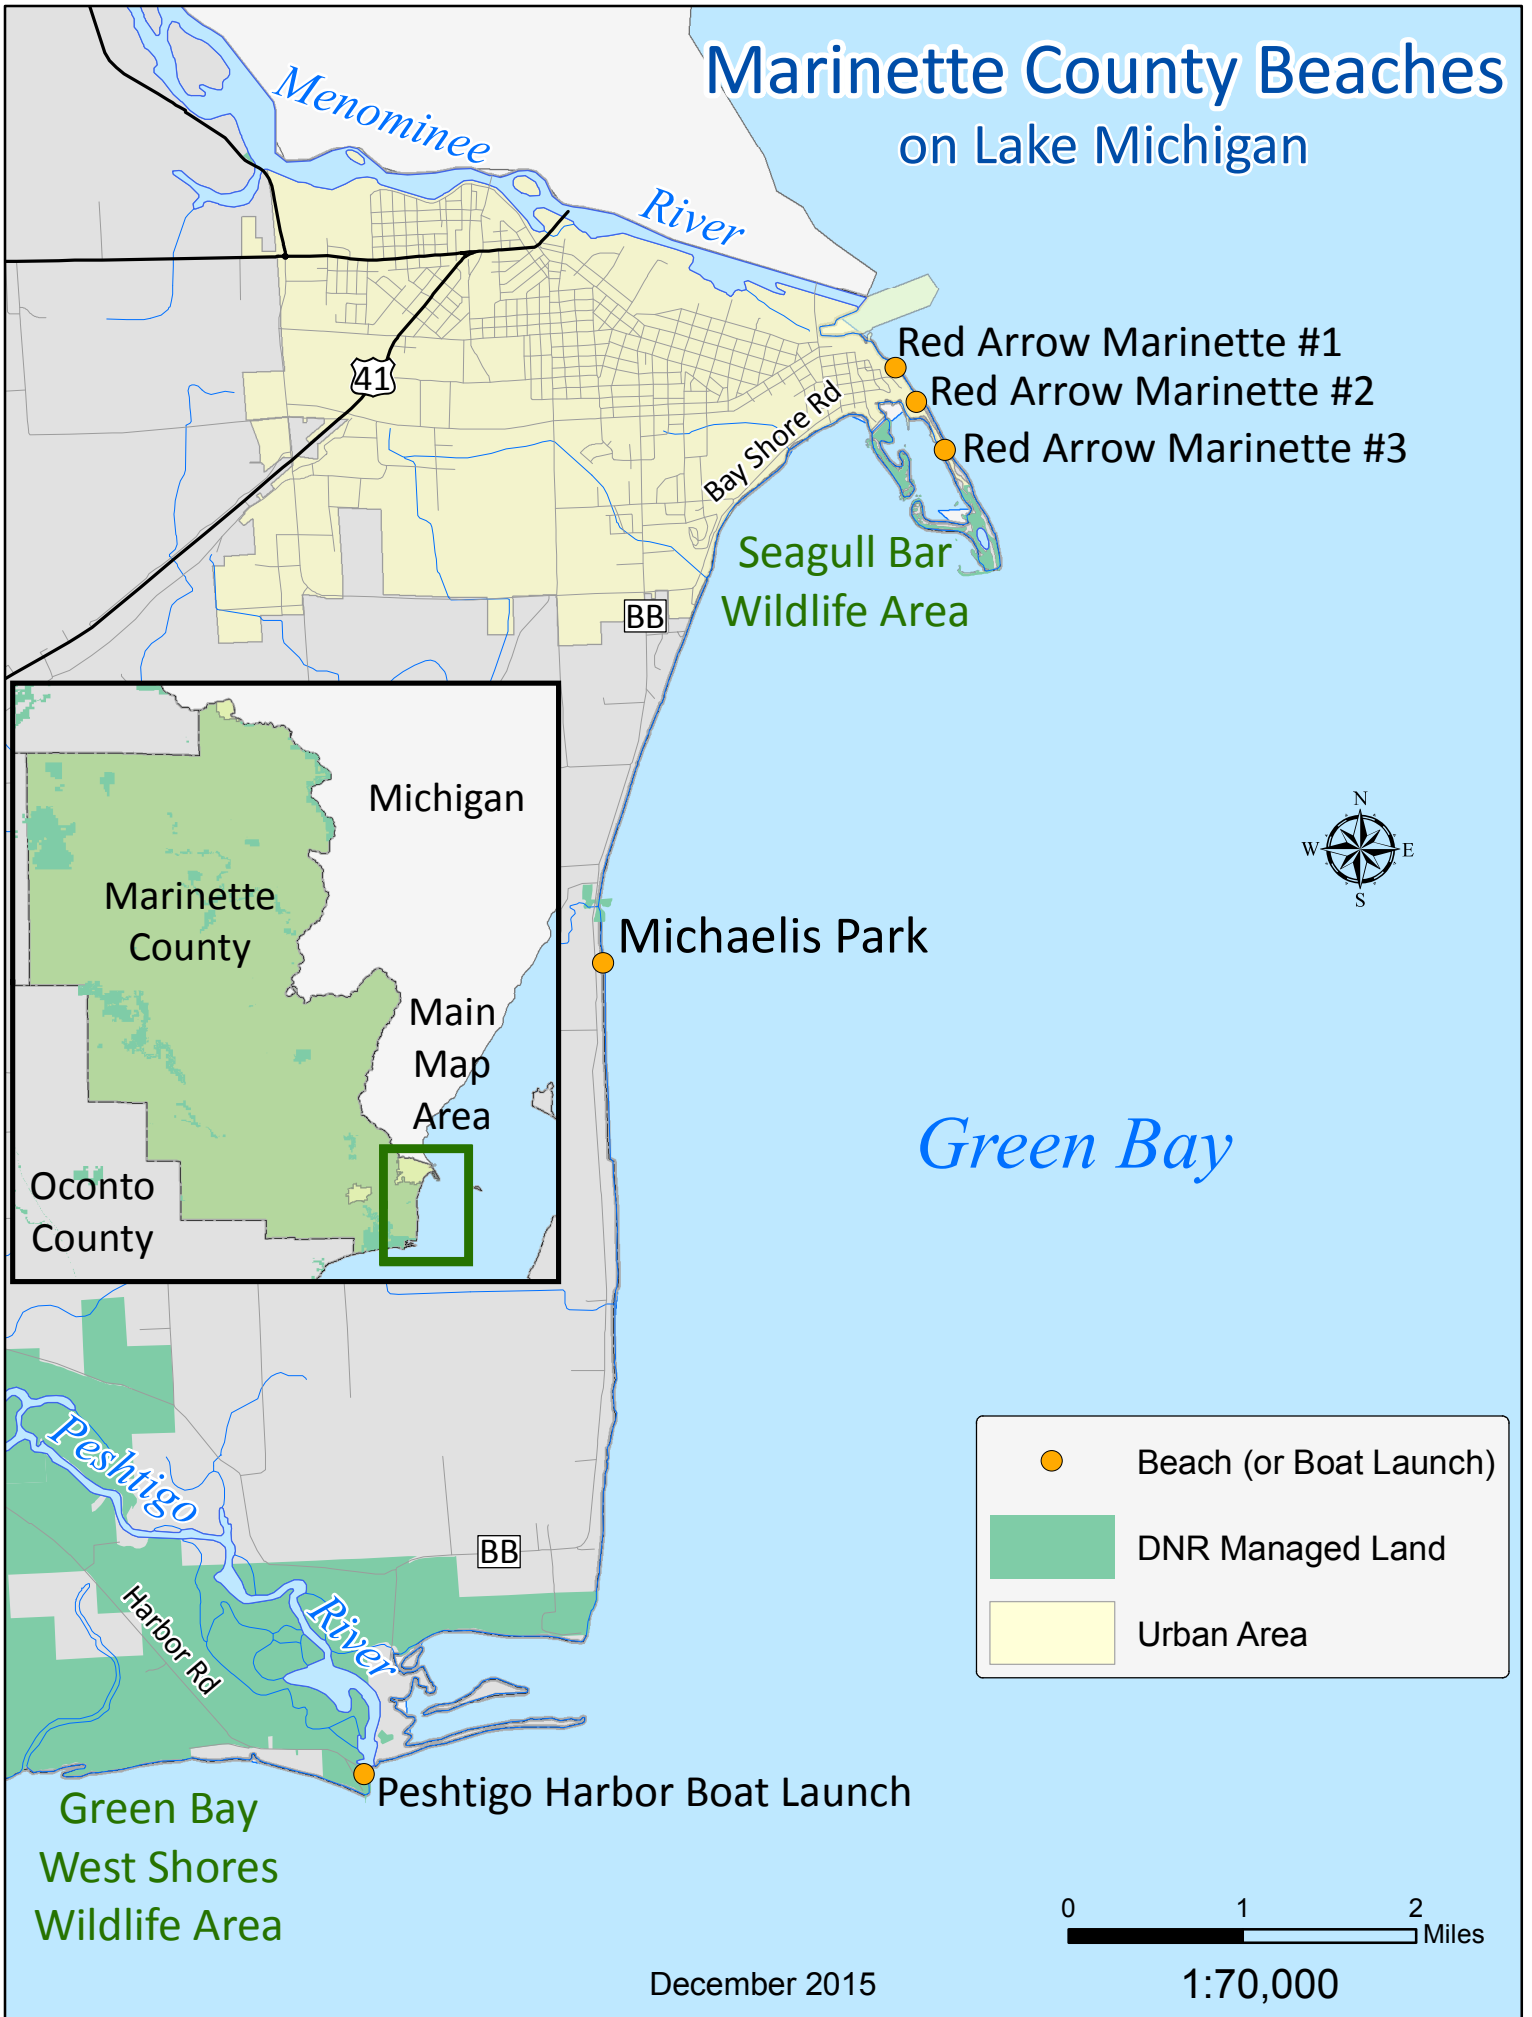 Marinette County Beaches
on Lake Michigan
Menominee
River
Red Arrow Marinette #1
41
Red Arrow Marinette #2
Bay Shore Rd
Red Arrow Marinette #3
Seagull Bar
Wildlife Area
BB
Michigan
N
W E
S
Marinette
County
Michaelis Park
Main
Map
Area
Green Bay
Oconto
County
Peshtigo
River
Beach (or Boat Launch)
BB
DNR Managed Land
Harbor Rd
Urban Area
Peshtigo Harbor Boat Launch
Green Bay
West Shores
Wildlife Area
0 1 2
Miles
December 2015
1:70,000